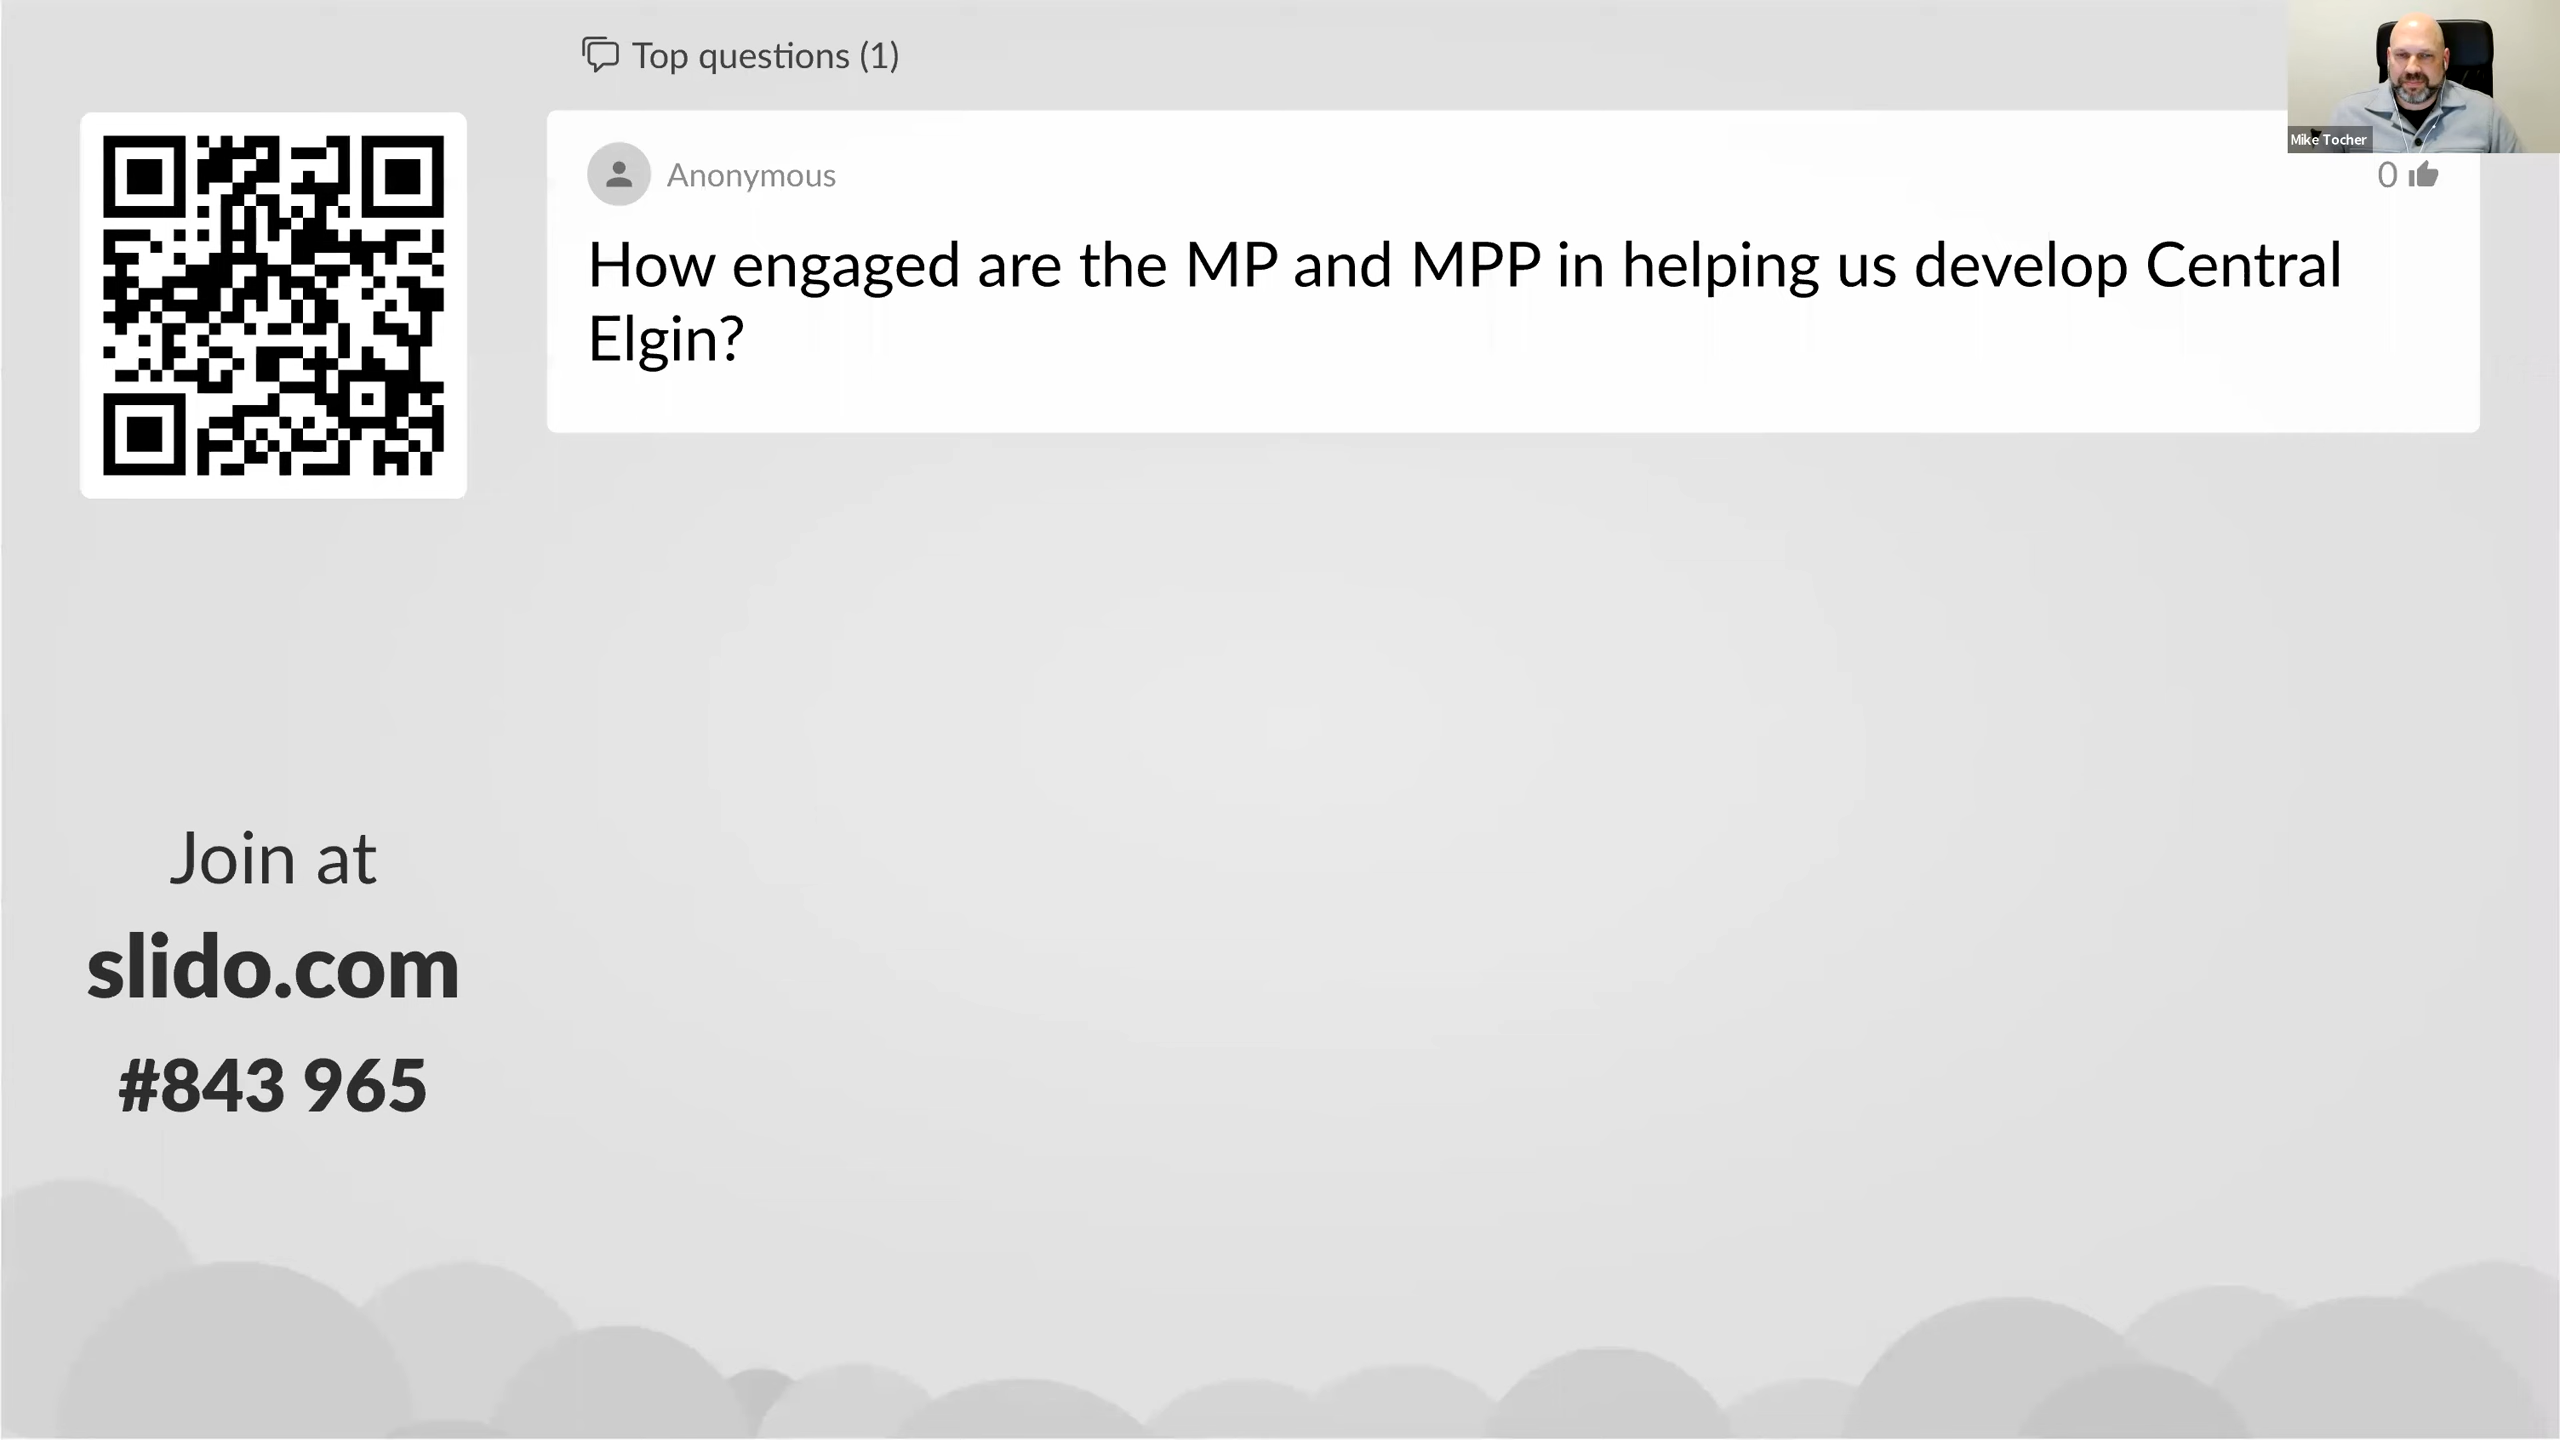 Top questions (1)
Mike Tocher
Anonymous
0
How engaged are the MP and MPP in helping us develop Central
Elgin?
Join at
slido.com
#843 965